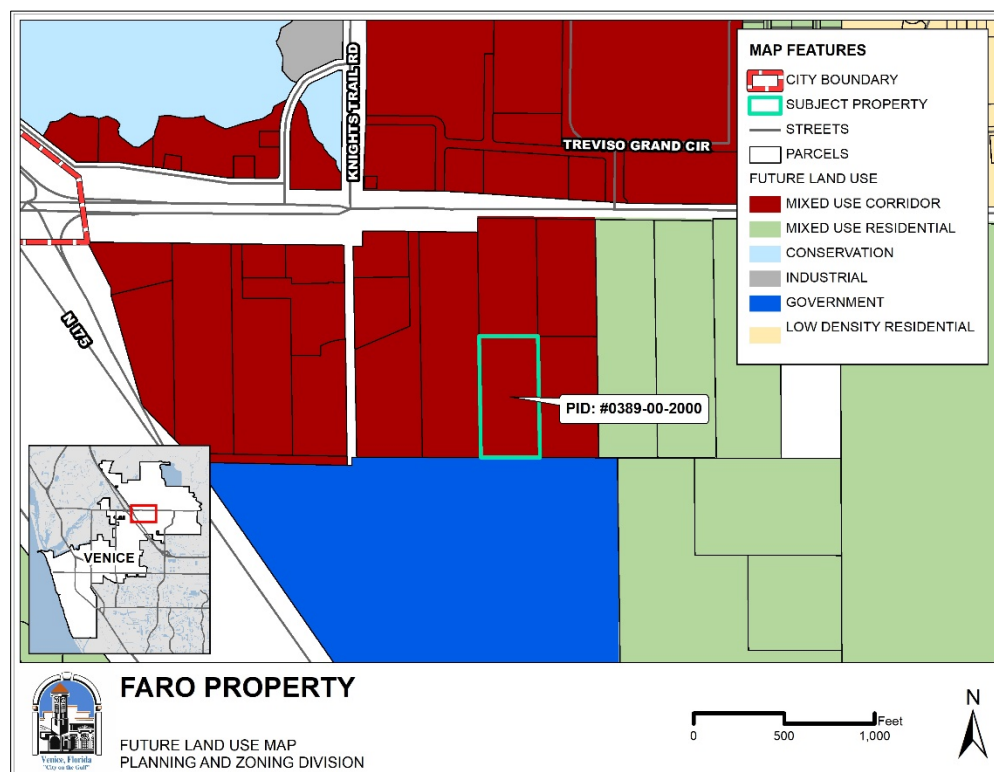 KNIGHTS TRAIL RD
TREVISO GRAND CIR
N I75
PID: #0389-00-2000
MAP FEATURES
CITY BOUNDARY
SUBJECT PROPERTY
STREETS
PARCELS
FUTURE LAND USE
MIXED USE CORRIDOR
MIXED USE RESIDENTIAL
CONSERVATION
INDUSTRIAL
GOVERNMENT
LOW DENSITY RESIDENTIAL
VENICE
FARO PROPERTY
FUTURE LAND USE MAP
PLANNING AND ZONING DIVISION
Venice, Florida
"City on the Gulf"
Feet
0 500 1,000
N